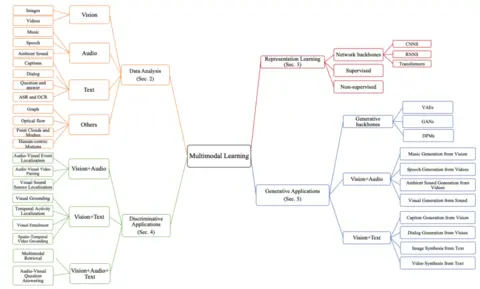 Images
Videos
Vision
Music
Speech
Ambient Sound
Audio
Captions
Dialog
Question and
answer
ASR and OCR
Text
Graph
Optical flow
Point Clouds and
Meshes
Human-centric
Motions
Others
Data Analysis
(Sec. 2)
Audio-Visual Event
Localization
Audio-Visual Video
Parsing
Visual Sound
Source Localization
Vision+Audio
Visual Grounding
Temporal Activity
Localization
Visual Entailment
Spatio-Temporal
Video Grounding
Vision+Text
Multimodal
Retrieval
Audio-Visual
Question
Answering
Vision+Audio+
Text
Discriminative
Applications
(Sec. 4)
Multimodal Learning
Representation Learning
(Sec. 3)
Network backbones
CNNS
RNNS
Transformers
Supervised
Non-supervised
Generative Applications
(Sec. 5)
Generative
backbones
VAEs
GANs
DPMs
Vision+Audio
Music Generation from Vision
Speech Generation from Videos
Ambient Sound Generation from
Videos
Visual Generation from Sound
Vision+Text
Caption Generation from Vision
Dialog Generation from Vision
Image Synthesis from Text
Video Synthesis from Text